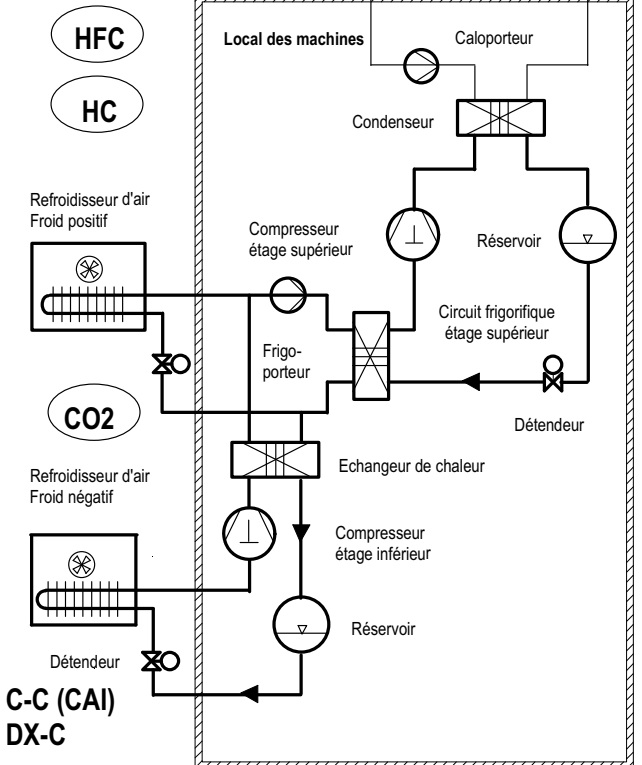 HFC
HC
Local des machines
Caloporteur
Condenseur
Refroidisseur d'air
Froid positif
Compresseur
étage supérieur
Réservoir
Circuit frigorifique
étage supérieur
Frigo-
porteur
Détendeur
CO2
Refroidisseur d'air
Froid négatif
Echangeur de chaleur
Compresseur
étage inférieur
Réservoir
Détendeur
C-C (CAI)
DX-C